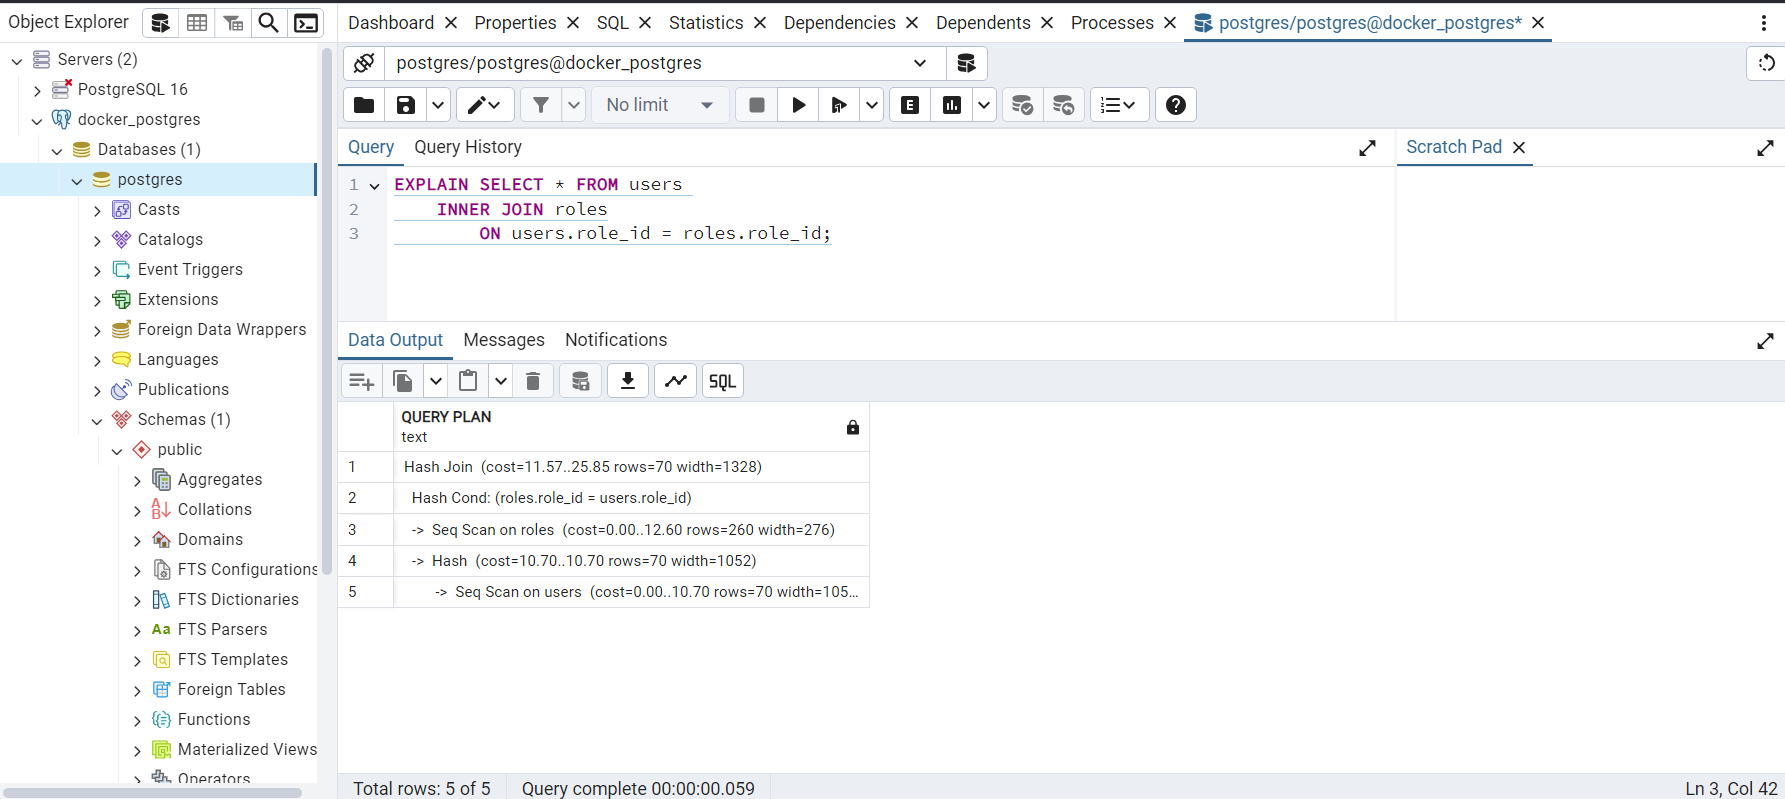 Object Explorer
Servers (2)
PostgreSQL 16
docker_postgres
Databases (1)
postgres
Casts
Catalogs
Event Triggers
Extensions
Foreign Data Wrappers
Languages
Publications
Schemas (1)
public
Aggregates
Collations
Domains
FTS Configurations
FTS Dictionaries
Aa FTS Parsers
FTS Templates
Foreign Tables
Functions
Materialized Views
Operators
Dashboard Properties SQL Statistics Dependencies Dependents Processes postgres/postgres@docker_postgres*
postgres/postgres@docker_postgres
No limit E
Query Query History
1 EXPLAIN SELECT * FROM users
2 INNER JOIN roles
3 ON users.role_id = roles.role_id;
Scratch Pad
Data Output Messages Notifications
SQL
QUERY PLAN
text
1 Hash Join (cost=11.57..25.85 rows=70 width=1328)
2 Hash Cond: (roles.role_id = users.role_id)
3 -> Seq Scan on roles (cost=0.00..12.60 rows=260 width=276)
4 -> Hash (cost=10.70..10.70 rows=70 width=1052)
5 -> Seq Scan on users (cost=0.00..10.70 rows=70 width=105...
Total rows: 5 of 5 Query complete 00:00:00.059 Ln 3, Col 42